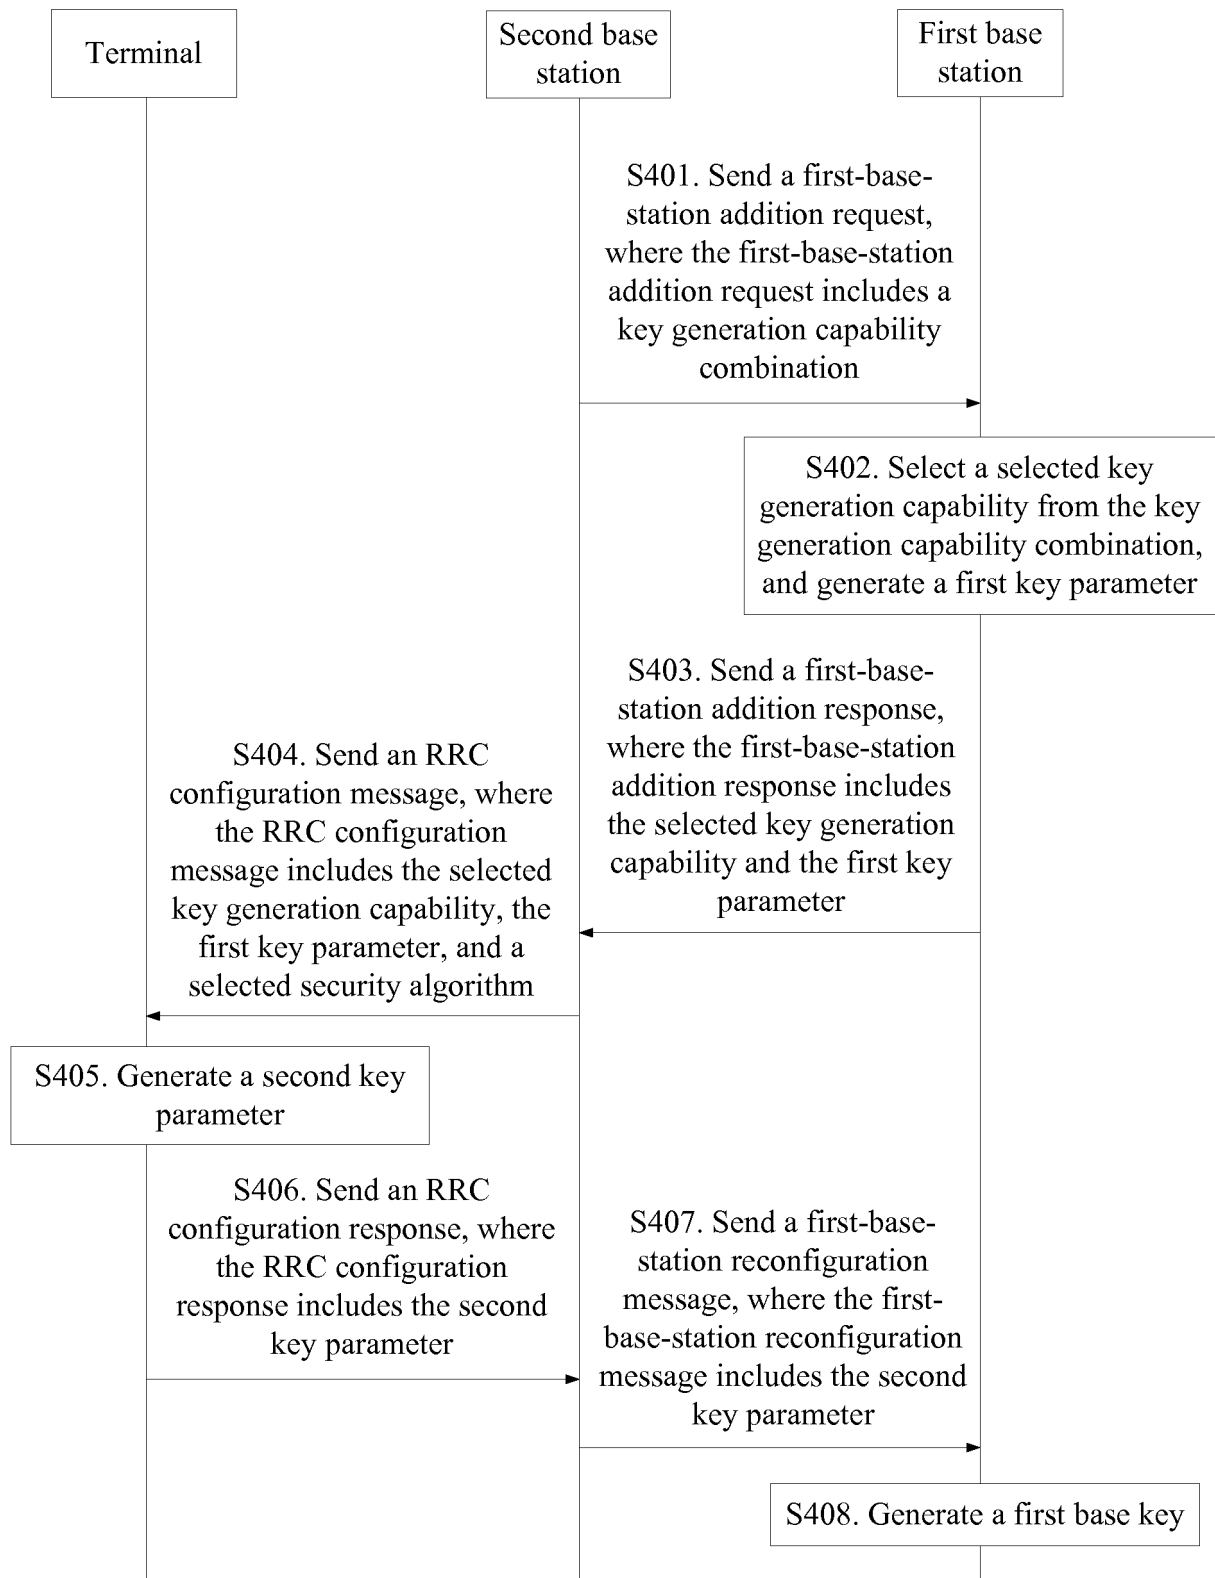 Terminal
Second base
station
First base
station
S401. Send a first-base-
station addition request,
where the first-base-station
addition request includes a
key generation capability
combination
S402. Select a selected key
generation capability from the key
generation capability combination,
and generate a first key parameter
S403. Send a first-base-
station addition response,
where the first-base-station
addition response includes
the selected key generation
capability and the first key
parameter
S404. Send an RRC
configuration message, where
the RRC configuration
message includes the selected
key generation capability, the
first key parameter, and a
selected security algorithm
S405. Generate a second key
parameter
S406. Send an RRC
configuration response, where
the RRC configuration
response includes the second
key parameter
S407. Send a first-base-
station reconfiguration
message, where the first-
base-station reconfiguration
message includes the second
key parameter
S408. Generate a first base key